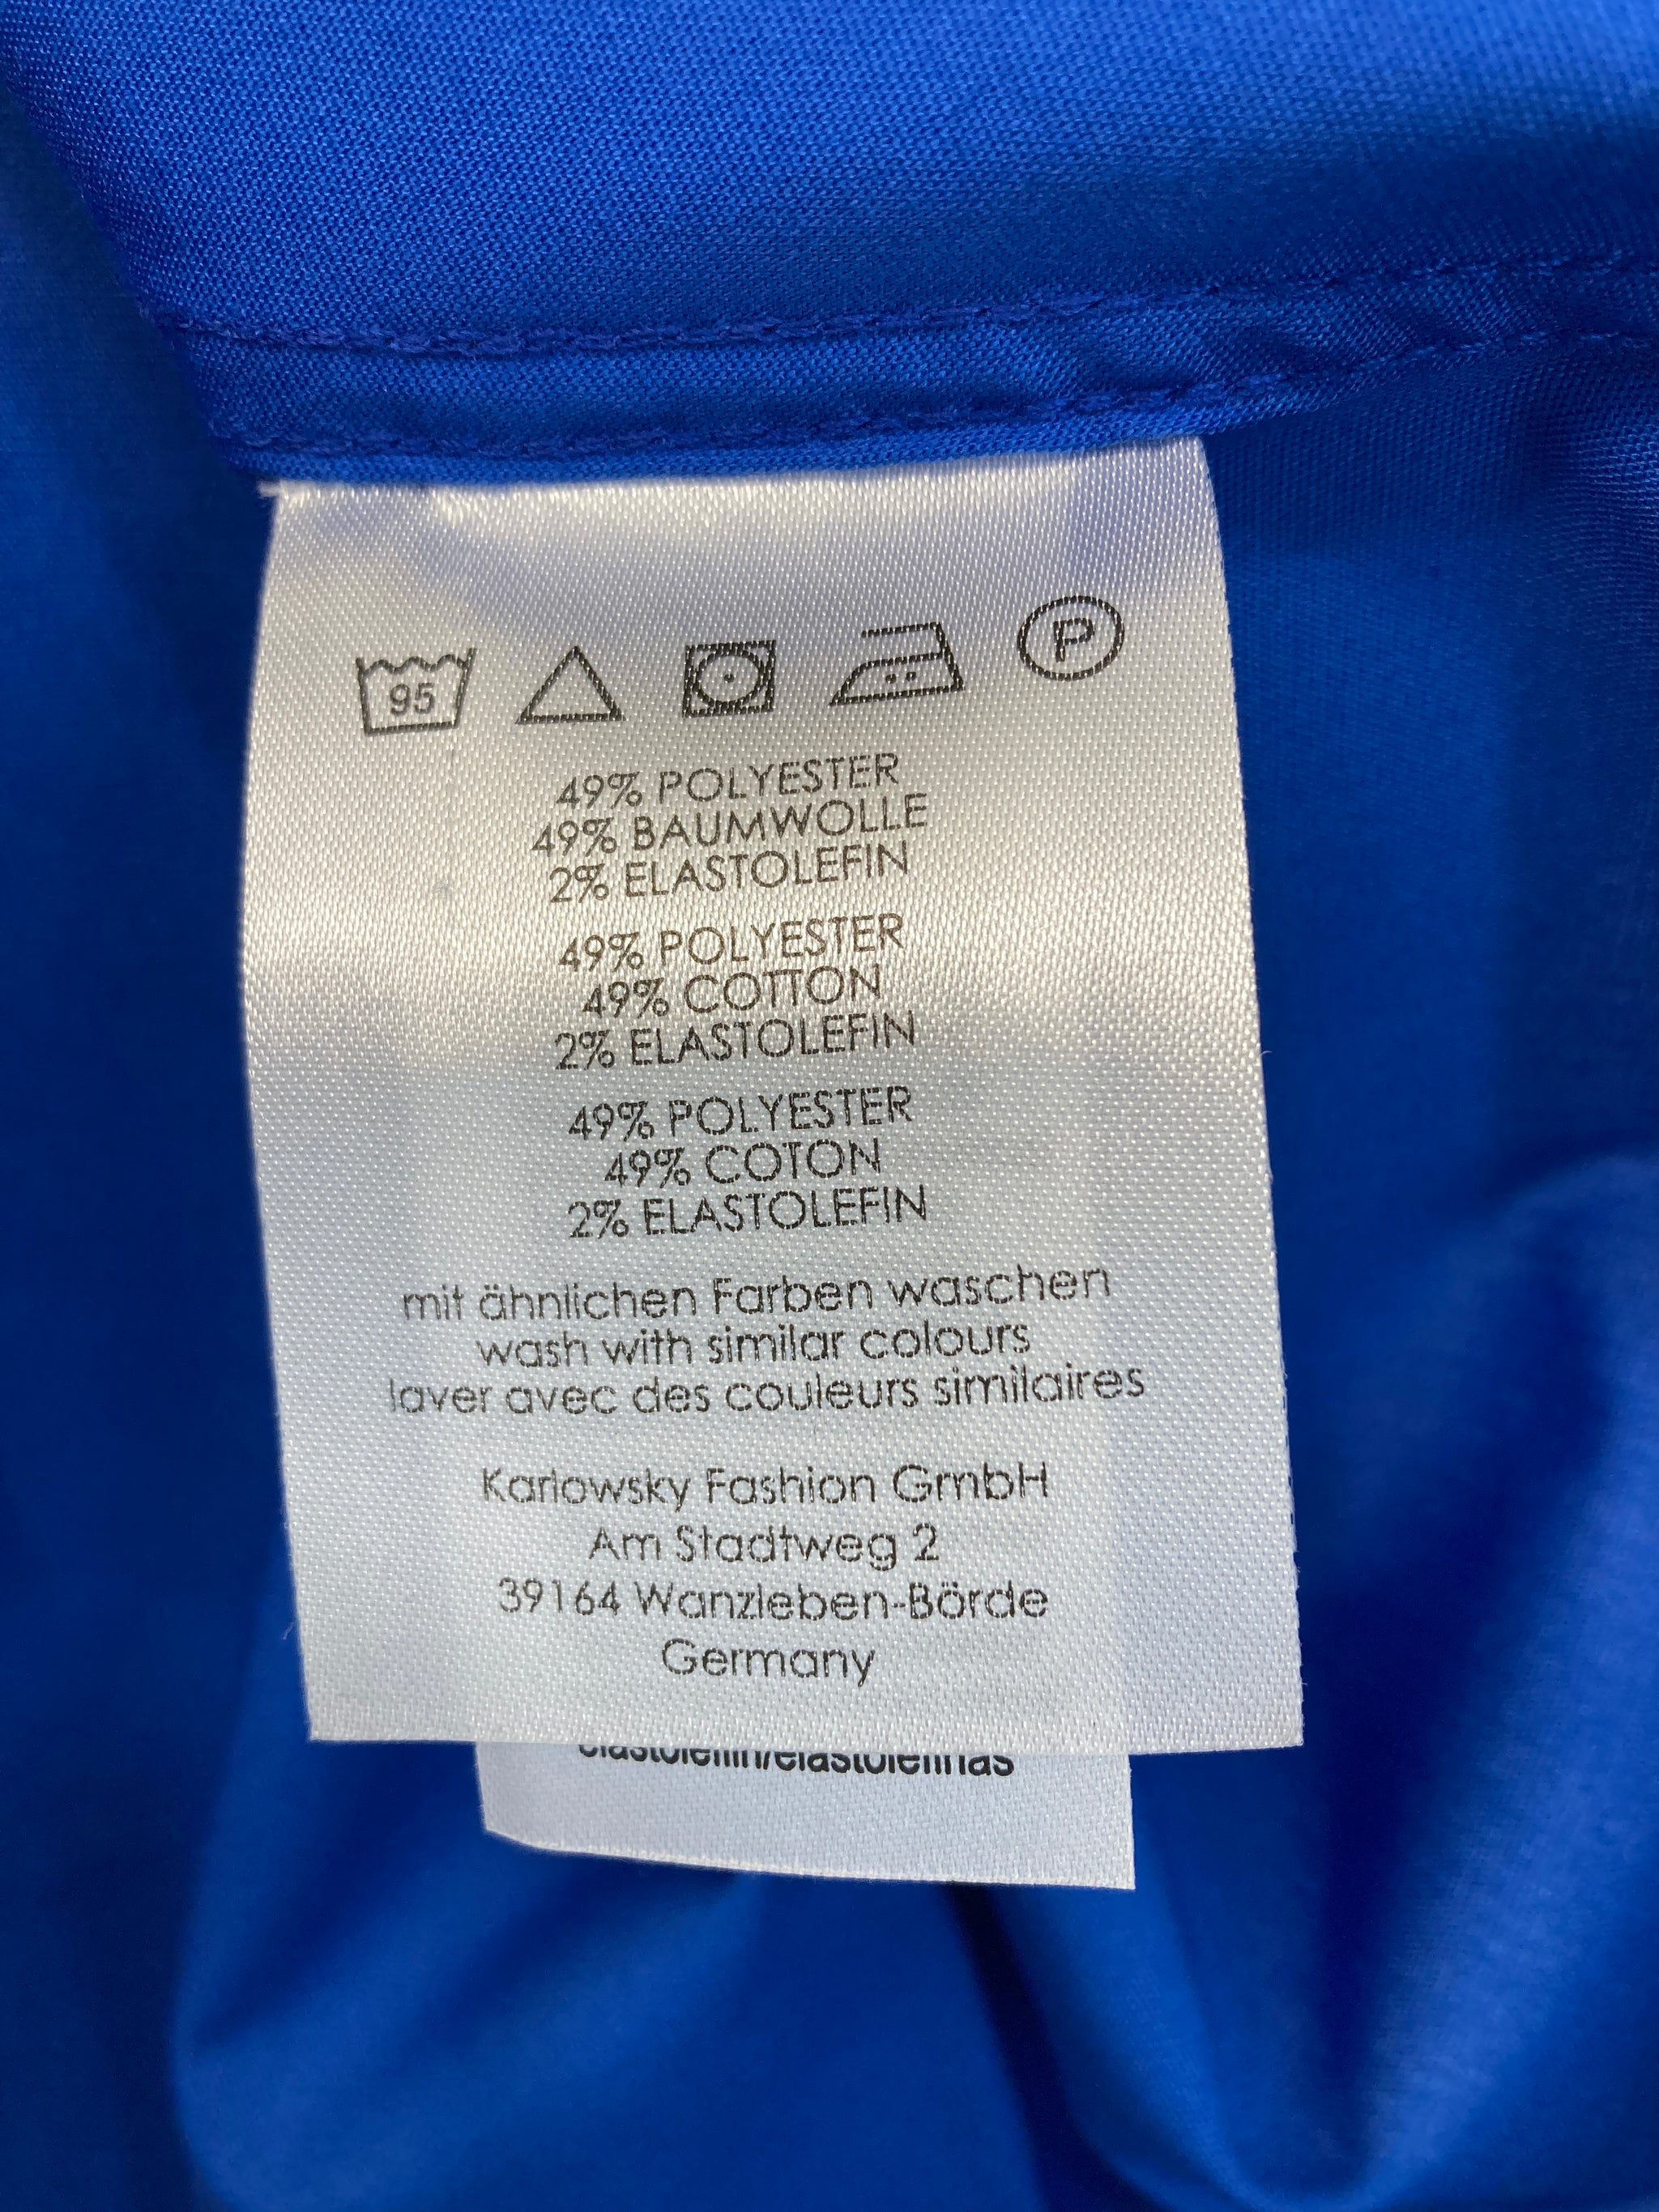 95
P
49% POLYESTER
49% BAUMWOLLE
2% ELASTOLEFIN
49% POLYESTER
49% COTTON
2% ELASTOLEFIN
49% POLYESTER
49% COTON
2% ELASTOLEFIN
mit ähnlichen Farben waschen
wash with similar colours
laver avec des couleurs similaires
Karlowsky Fashion GmbH
Am Stadtweg 2
39164 Wanzleben-Börde
Germany
elastolefin/elastolefinas